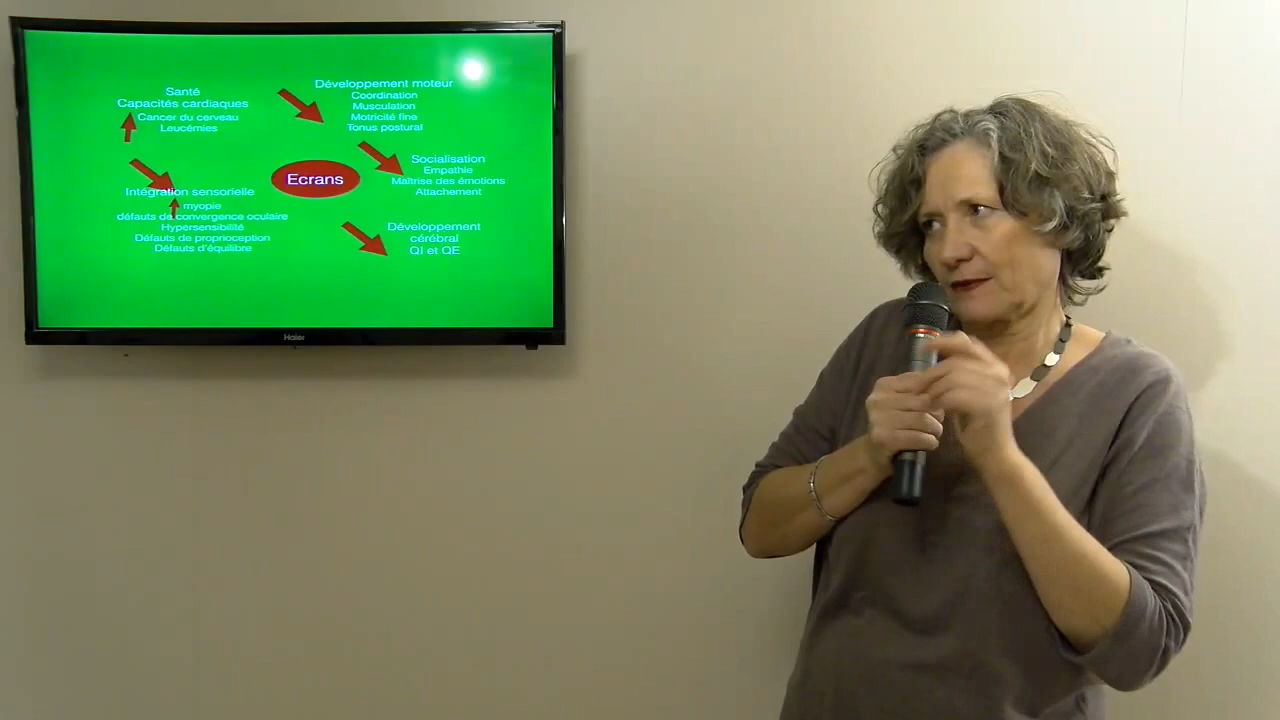 Santé
Capacités cardiaques
Cancer du cerveau
Leucémies
Développement moteur
Coordination
Musculation
Motricité fine
Tonus postural
Ecrans
Socialisation
Empathie
Maîtrise des émotions
Attachement
Intégration sensorielle
myopie
défauts de convergence oculaire
Hypersensibilité
Défauts de proprioception
Défauts d'équilibre
Développement
cérébral
QI et QE
Haier